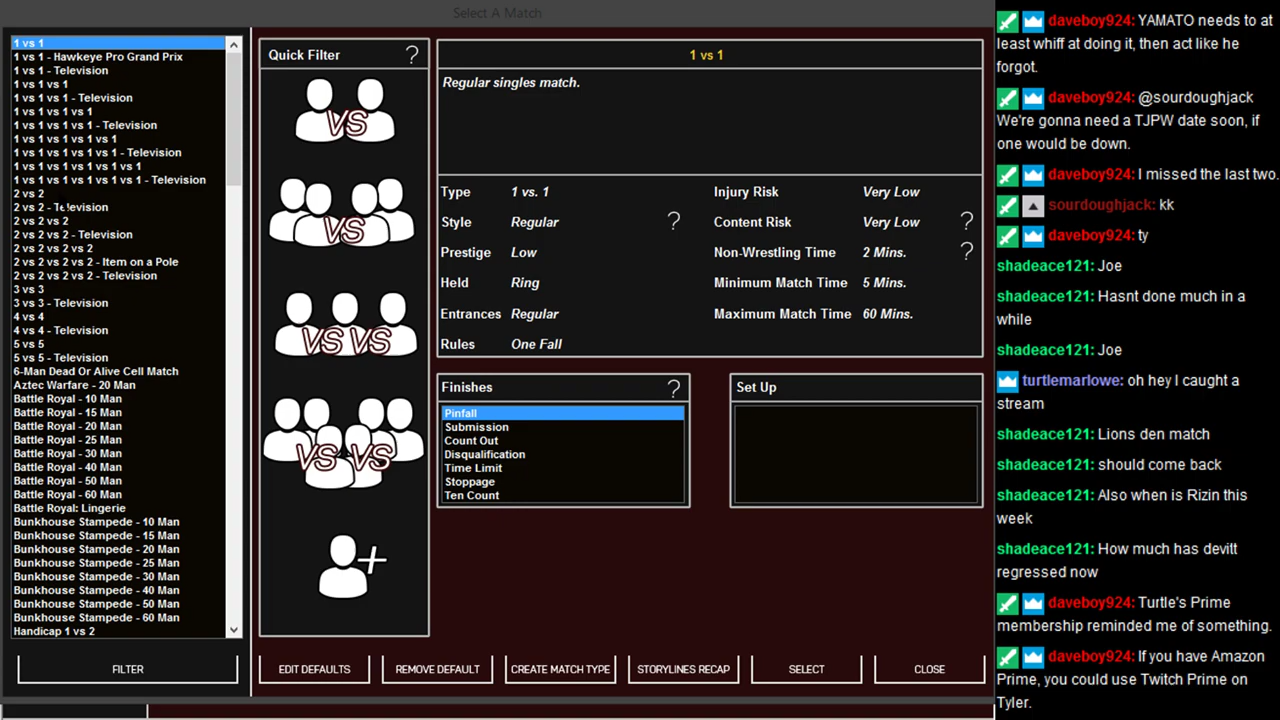 Select A Match
1 vs 1
1 vs 1 - Hawkeye Pro Grand Prix
1 vs 1 - Television
1 vs 1 vs 1
1 vs 1 vs 1 - Television
1 vs 1 vs 1 vs 1
1 vs 1 vs 1 vs 1 - Television
1 vs 1 vs 1 vs 1 vs 1
1 vs 1 vs 1 vs 1 vs 1 - Television
1 vs 1 vs 1 vs 1 vs 1 vs 1
1 vs 1 vs 1 vs 1 vs 1 vs 1 - Television
2 vs 2
2 vs 2 - Television
2 vs 2 vs 2
2 vs 2 vs 2 - Television
2 vs 2 vs 2 vs 2
2 vs 2 vs 2 vs 2 - Item on a Pole
2 vs 2 vs 2 vs 2 - Television
3 vs 3
3 vs 3 - Television
4 vs 4
4 vs 4 - Television
5 vs 5
5 vs 5 - Television
6-Man Dead Or Alive Cell Match
Aztec Warfare - 20 Man
Battle Royal - 10 Man
Battle Royal - 15 Man
Battle Royal - 20 Man
Battle Royal - 25 Man
Battle Royal - 30 Man
Battle Royal - 40 Man
Battle Royal - 50 Man
Battle Royal - 60 Man
Battle Royal: Lingerie
Bunkhouse Stampede - 10 Man
Bunkhouse Stampede - 15 Man
Bunkhouse Stampede - 20 Man
Bunkhouse Stampede - 25 Man
Bunkhouse Stampede - 30 Man
Bunkhouse Stampede - 40 Man
Bunkhouse Stampede - 50 Man
Bunkhouse Stampede - 60 Man
Handicap 1 vs 2
FILTER
Quick Filter ?
VS
VS
VS VS
VS VS
+
1 vs 1
Regular singles match.
Type 1 vs. 1 Injury Risk Very Low
Style Regular ? Content Risk Very Low ?
Prestige Low Non-Wrestling Time 2 Mins. ?
Held Ring Minimum Match Time 5 Mins.
Entrances Regular Maximum Match Time 60 Mins.
Rules One Fall
Finishes ?
Pinfall
Submission
Count Out
Disqualification
Time Limit
Stoppage
Ten Count
Set Up
EDIT DEFAULTS REMOVE DEFAULT CREATE MATCH TYPE STORYLINES RECAP SELECT CLOSE
daveboy924: YAMATO needs to at
least whiff at doing it, then act like he
forgot.
daveboy924: @sourdoughjack
We're gonna need a TJPW date soon, if
one would be down.
daveboy924: I missed the last two.
sourdoughjack: kk
daveboy924: ty
shadeace121: Joe
shadeace121: Hasnt done much in a
while
shadeace121: Joe
turtlemarlowe: oh hey I caught a
stream
shadeace121: Lions den match
shadeace121: should come back
shadeace121: Also when is Rizin this
week
shadeace121: How much has devitt
regressed now
daveboy924: Turtle's Prime
membership reminded me of something.
daveboy924: If you have Amazon
Prime, you could use Twitch Prime on
Tyler.